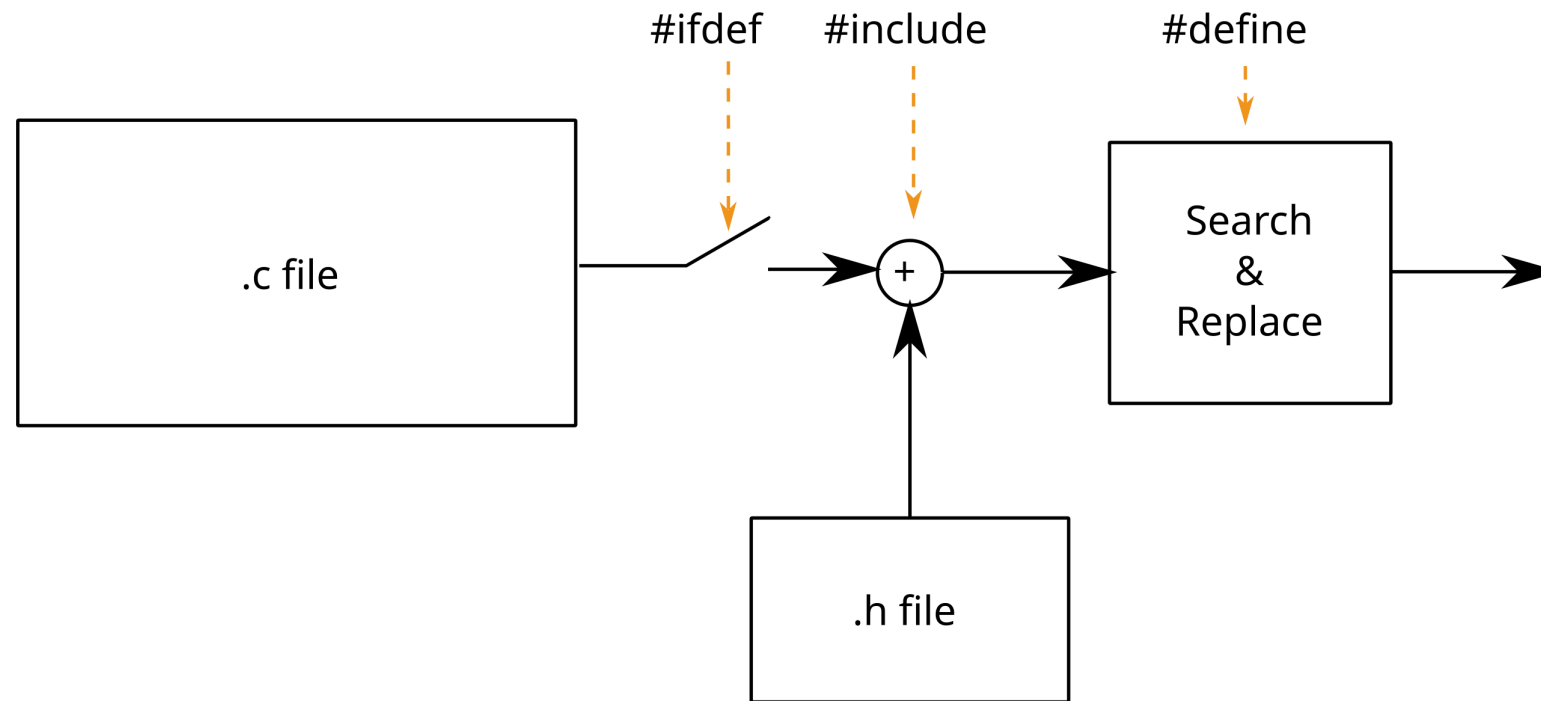 #ifdef
#include
#define
.c file
+
Search
&
Replace
.h file